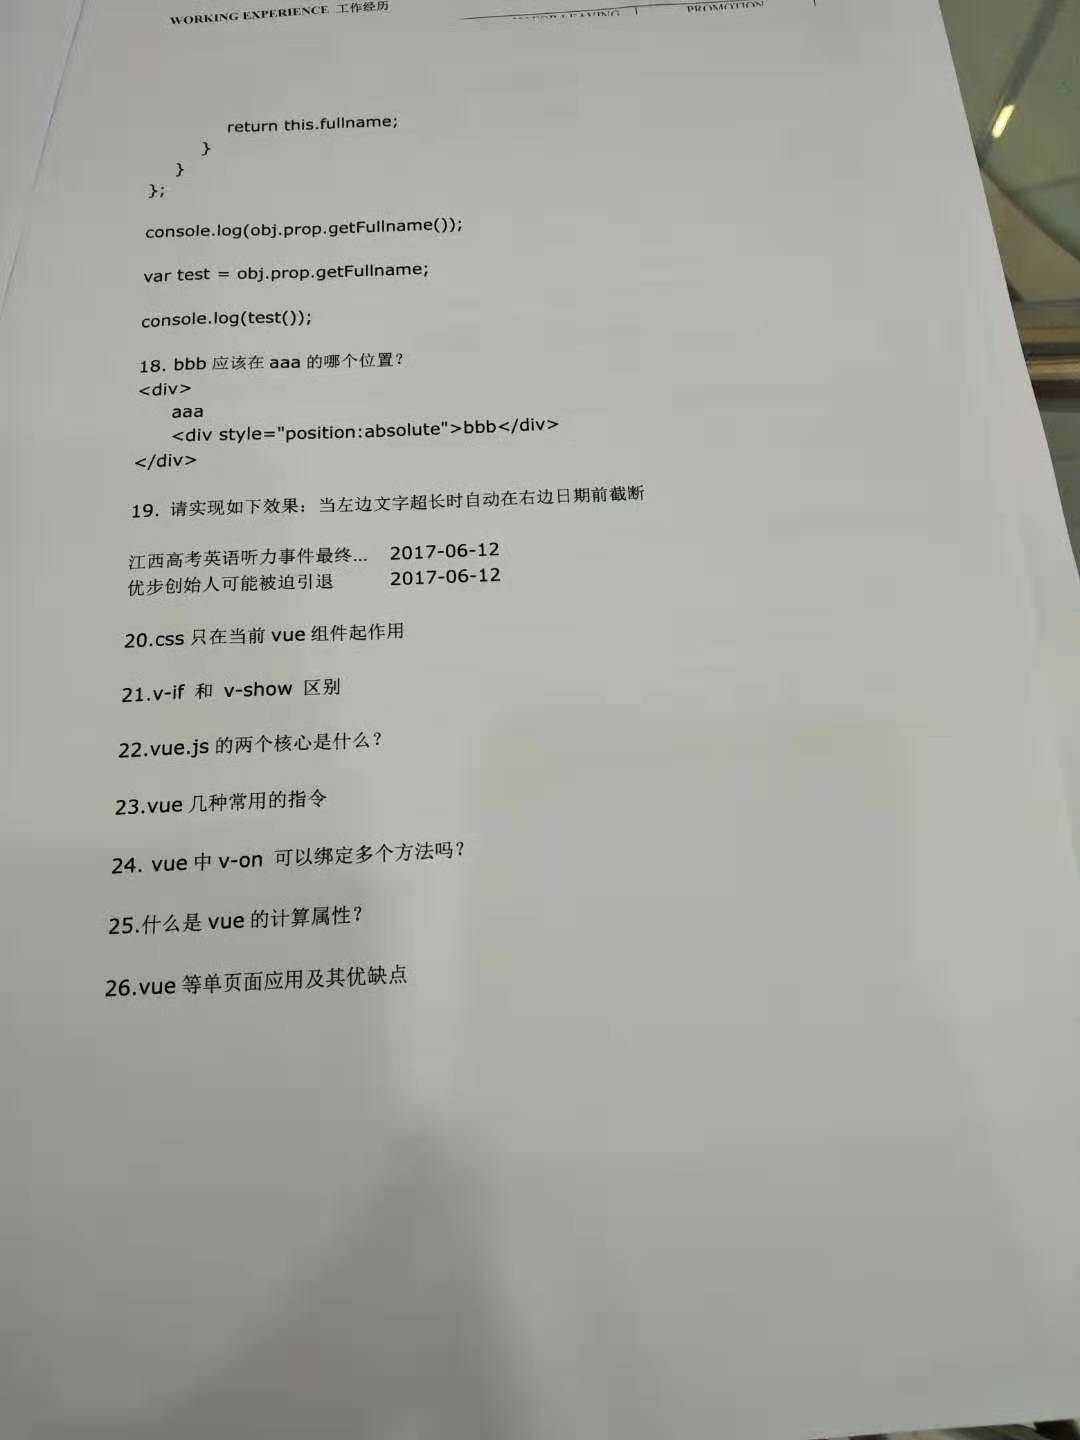 WORKING EXPERIENCE 工作经历
LEAVING PROMOTION
return this.fullname;
}
}
};
console.log(obj.prop.getFullname());
var test = obj.prop.getFullname;
console.log(test());
18. bbb 应该在 aaa 的哪个位置？
<div>
aaa
<div style="position:absolute">bbb</div>
</div>
19. 请实现如下效果：当左边文字超长时自动在右边日期前截断
江西高考英语听力事件最终... 2017-06-12
优步创始人可能被迫引退 2017-06-12
20.css 只在当前 vue 组件起作用
21.v-if 和 v-show 区别
22.vue.js 的两个核心是什么？
23.vue 几种常用的指令
24. vue 中 v-on 可以绑定多个方法吗？
25.什么是 vue 的计算属性？
26.vue 等单页面应用及其优缺点